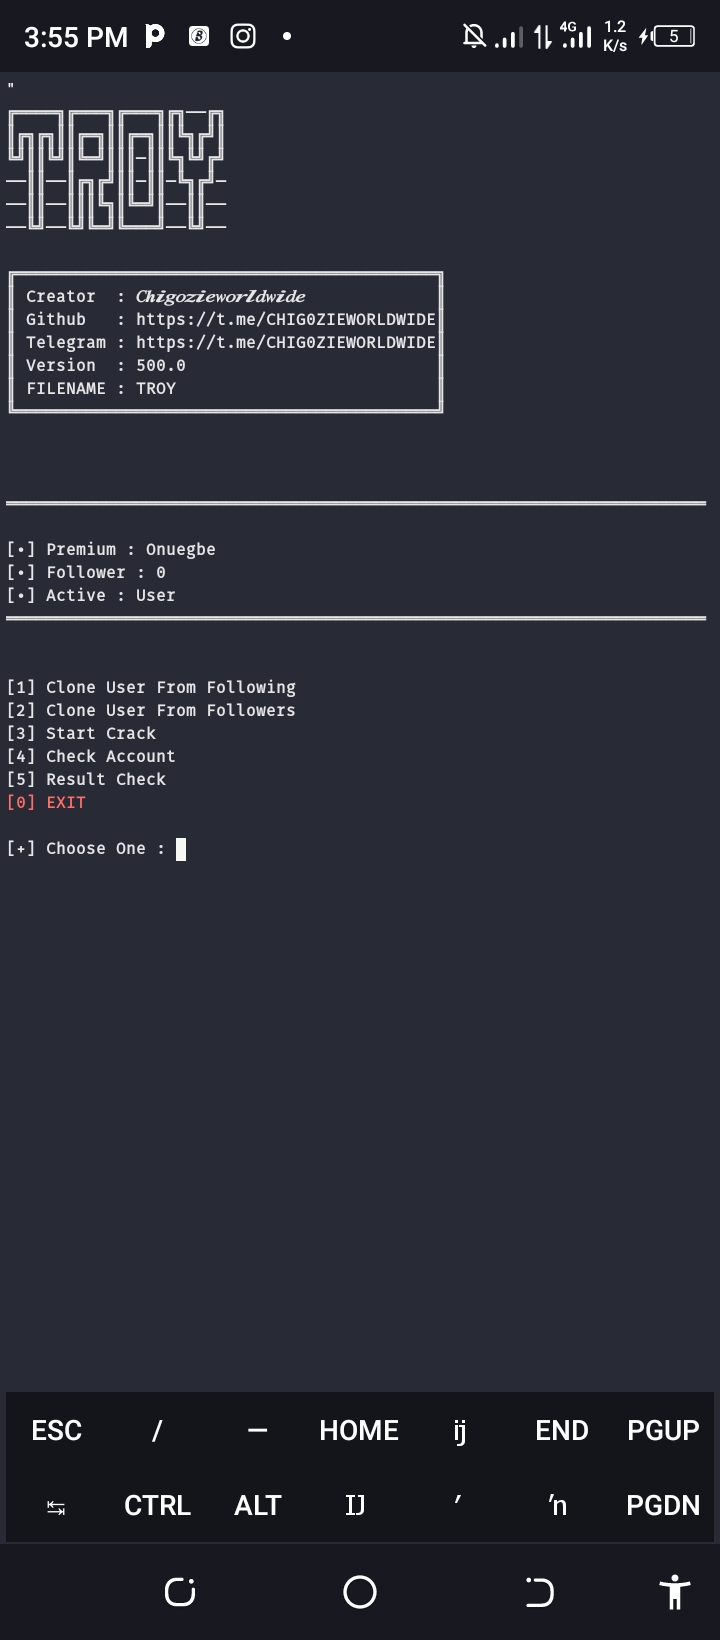 3:55 PM 4G 1.2 K/s 5
"
TROY
Creator : Chigozieworldwide
Github : https://t.me/CHIG0ZIEWORLDWIDE
Telegram : https://t.me/CHIG0ZIEWORLDWIDE
Version : 500.0
FILENAME : TROY
[•] Premium : Onuegbe
[•] Follower : 0
[•] Active : User
[1] Clone User From Following
[2] Clone User From Followers
[3] Start Crack
[4] Check Account
[5] Result Check
[0] EXIT
[+] Choose One :
ESC / — HOME ĳ END PGUP
↹ CTRL ALT Ĳ ′ ŉ PGDN